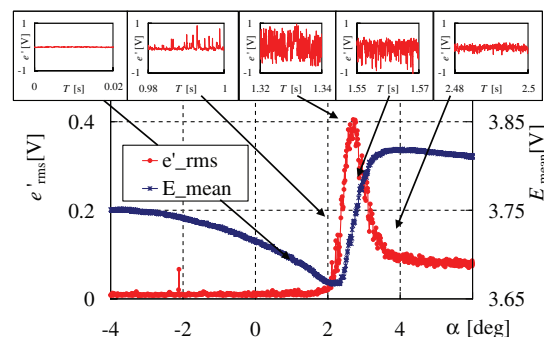 1 1 1 1 1
e' [V] e' [V] e' [V] e' [V] e' [V]
-1 -1 -1 -1 -1
0 T [s] 0.02 0.98 T [s] 1 1.32 T [s] 1.34 1.55 T [s] 1.57 2.48 T [s] 2.5
e'rms[V]
0.4
0.2
0
e'_rms
E_mean
3.85
3.75
3.65
Emean[V]
-4 -2 0 2 4 α [deg]